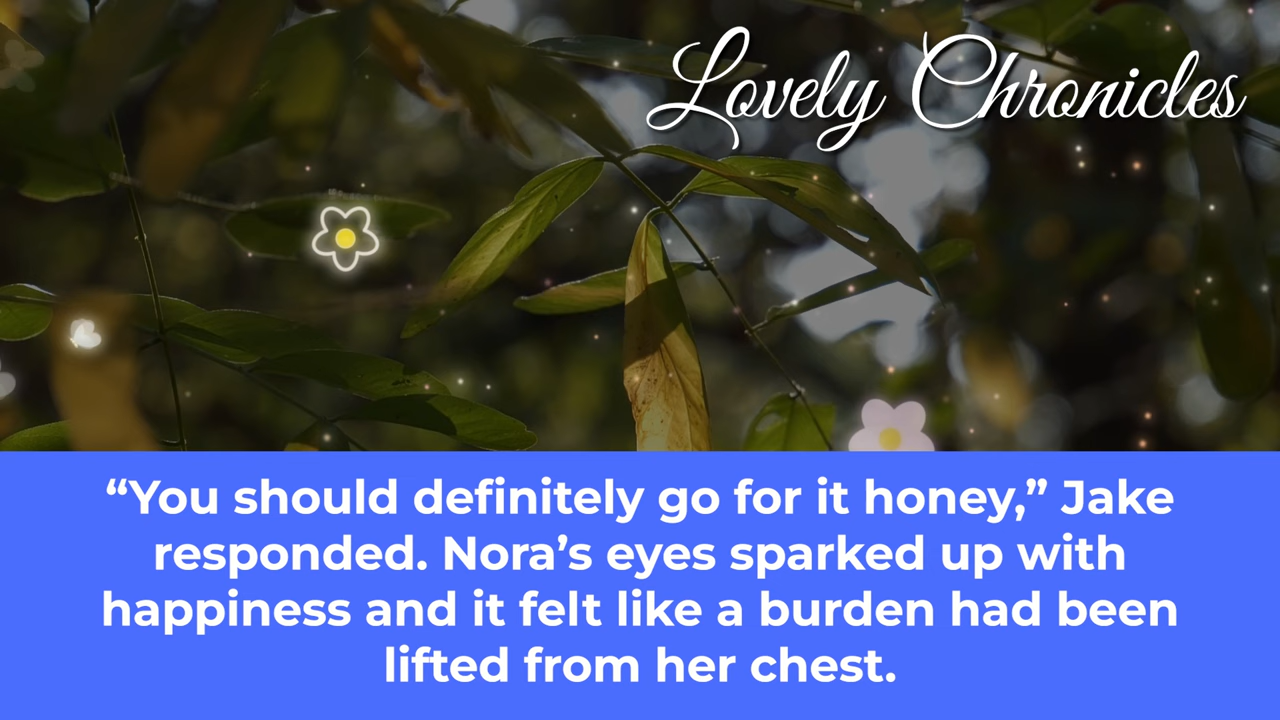 Lovely Chronicles
“You should definitely go for it honey,” Jake
responded. Nora’s eyes sparked up with
happiness and it felt like a burden had been
lifted from her chest.